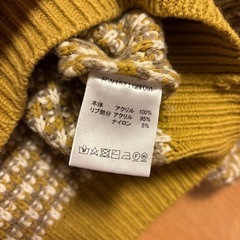 本体 アクリル 100%
リブ部分 アクリル 95%
ナイロン 5%